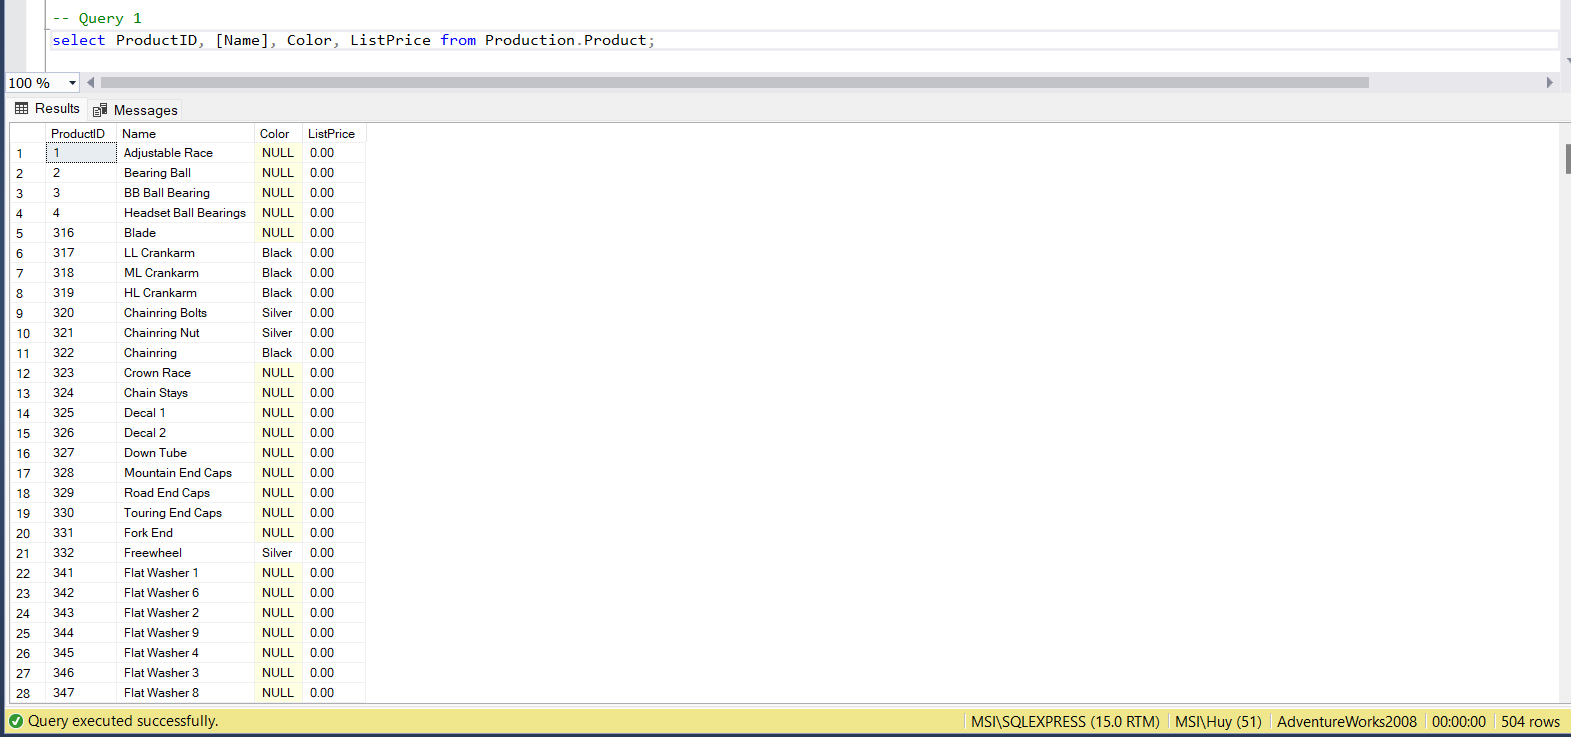 -- Query 1
select ProductID, [Name], Color, ListPrice from Production.Product;
100 %
Results Messages
ProductID Name Color ListPrice
1 1 Adjustable Race NULL 0.00
2 2 Bearing Ball NULL 0.00
3 3 BB Ball Bearing NULL 0.00
4 4 Headset Ball Bearings NULL 0.00
5 316 Blade NULL 0.00
6 317 LL Crankarm Black 0.00
7 318 ML Crankarm Black 0.00
8 319 HL Crankarm Black 0.00
9 320 Chainring Bolts Silver 0.00
10 321 Chainring Nut Silver 0.00
11 322 Chainring Black 0.00
12 323 Crown Race NULL 0.00
13 324 Chain Stays NULL 0.00
14 325 Decal 1 NULL 0.00
15 326 Decal 2 NULL 0.00
16 327 Down Tube NULL 0.00
17 328 Mountain End Caps NULL 0.00
18 329 Road End Caps NULL 0.00
19 330 Touring End Caps NULL 0.00
20 331 Fork End NULL 0.00
21 332 Freewheel Silver 0.00
22 341 Flat Washer 1 NULL 0.00
23 342 Flat Washer 6 NULL 0.00
24 343 Flat Washer 2 NULL 0.00
25 344 Flat Washer 9 NULL 0.00
26 345 Flat Washer 4 NULL 0.00
27 346 Flat Washer 3 NULL 0.00
28 347 Flat Washer 8 NULL 0.00
Query executed successfully. MSI\SQLEXPRESS (15.0 RTM) MSI\Huy (51) AdventureWorks2008 00:00:00 504 rows